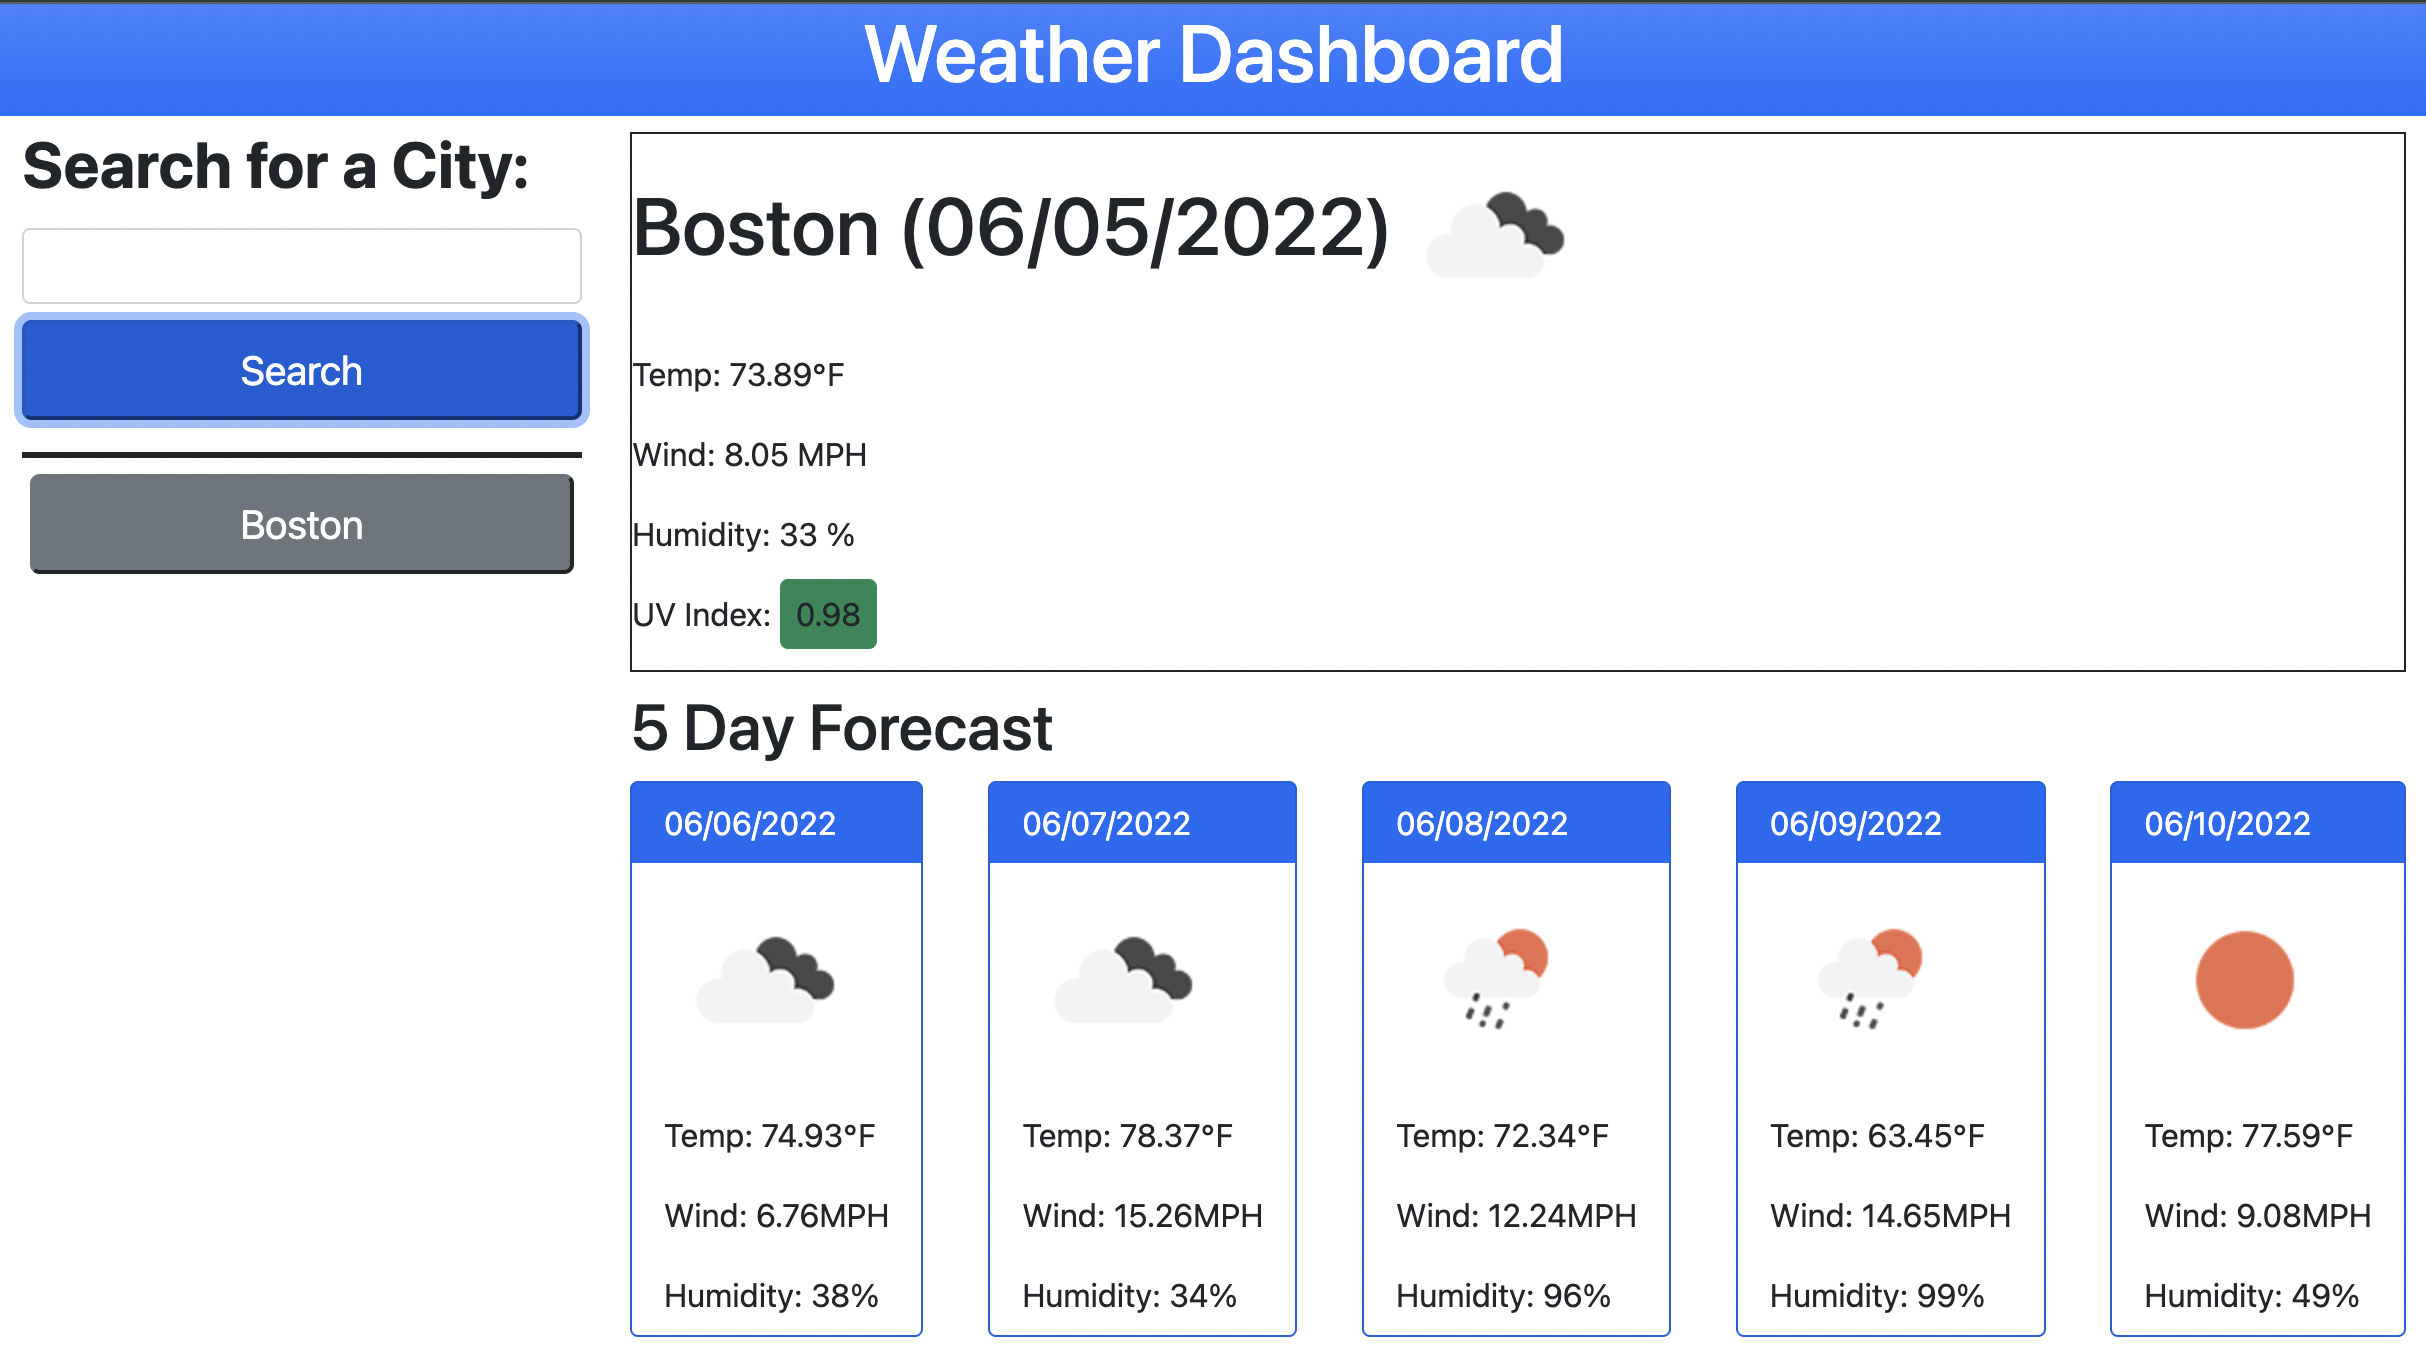 Weather Dashboard
Search for a City:
Search
Boston
Boston (06/05/2022)
Temp: 73.89°F
Wind: 8.05 MPH
Humidity: 33 %
UV Index: 0.98
5 Day Forecast
06/06/2022
Temp: 74.93°F
Wind: 6.76MPH
Humidity: 38%
06/07/2022
Temp: 78.37°F
Wind: 15.26MPH
Humidity: 34%
06/08/2022
Temp: 72.34°F
Wind: 12.24MPH
Humidity: 96%
06/09/2022
Temp: 63.45°F
Wind: 14.65MPH
Humidity: 99%
06/10/2022
Temp: 77.59°F
Wind: 9.08MPH
Humidity: 49%